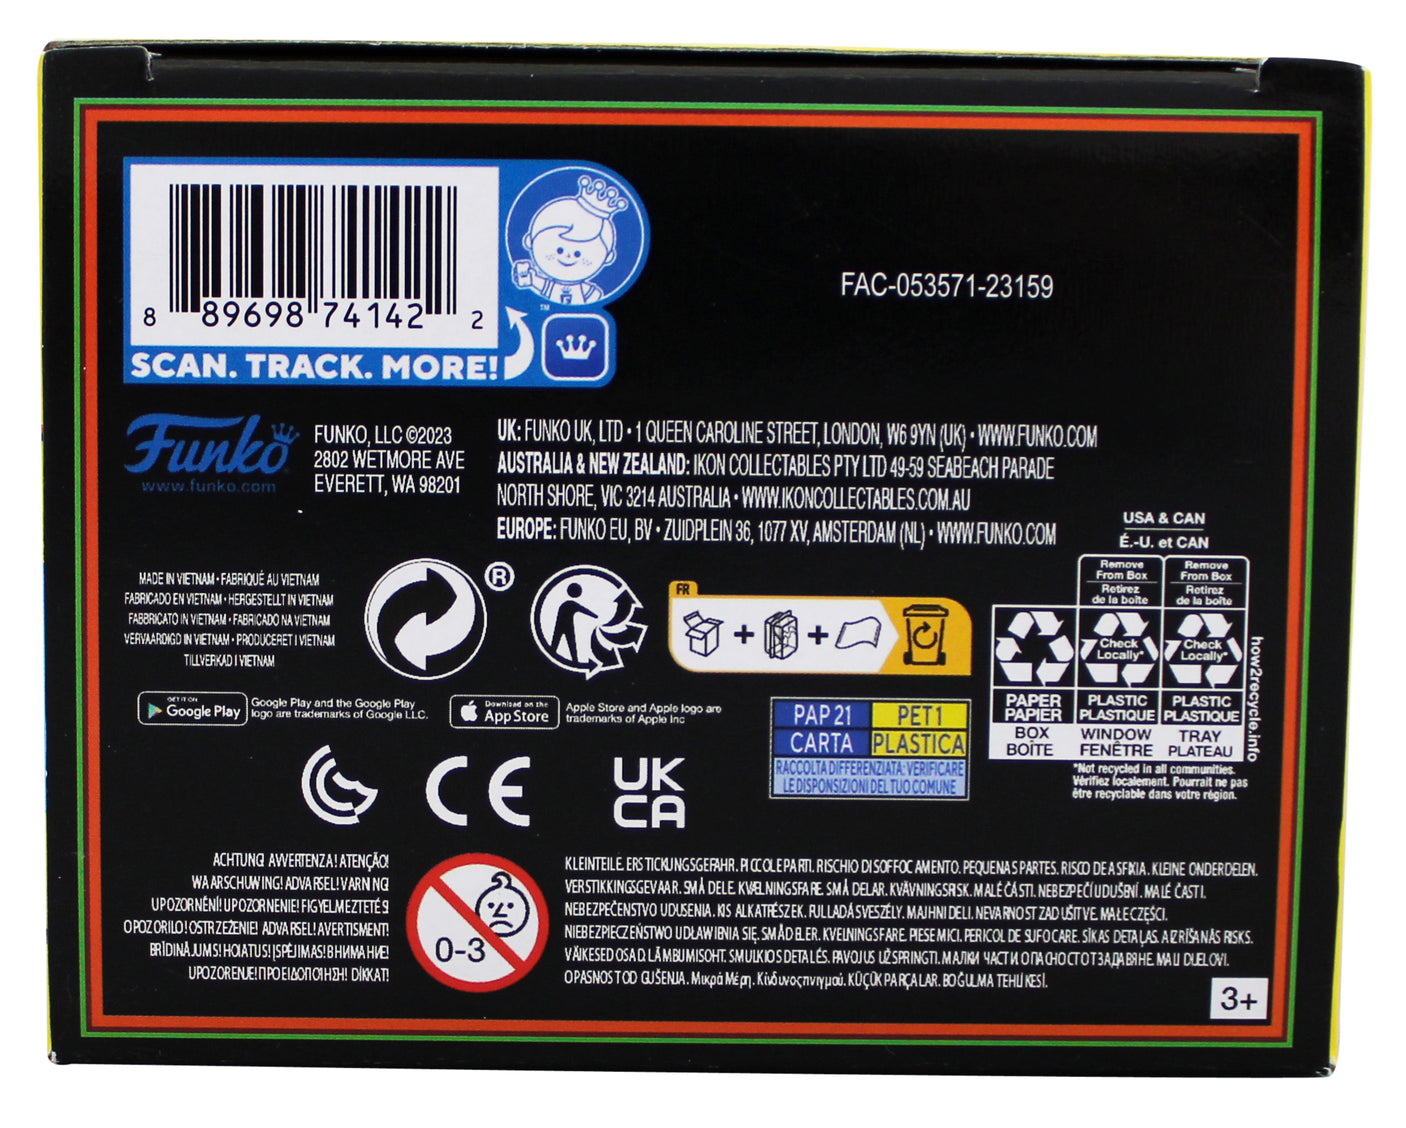 8 89698 74142 2
™
SCAN. TRACK. MORE!
FAC-053571-23159
Funko
www.funko.com
FUNKO, LLC ©2023
2802 WETMORE AVE
EVERETT, WA 98201
UK: FUNKO UK, LTD • 1 QUEEN CAROLINE STREET, LONDON, W6 9YN (UK) • WWW.FUNKO.COM
AUSTRALIA & NEW ZEALAND: IKON COLLECTABLES PTY LTD 49-59 SEABEACH PARADE
NORTH SHORE, VIC 3214 AUSTRALIA • WWW.IKONCOLLECTABLES.COM.AU
EUROPE: FUNKO EU, BV • ZUIDPLEIN 36, 1077 XV, AMSTERDAM (NL) • WWW.FUNKO.COM
MADE IN VIETNAM • FABRIQUÉ AU VIETNAM
FABRICADO EN VIETNAM • HERGESTELLT IN VIETNAM
FABBRICATO IN VIETNAM • FABRICADO NA VIETNAM
VERVAARDIGD IN VIETNAM • PRODUCERET I VIETNAM
TILLVERKAD I VIETNAM
®
FR
+ +
USA & CAN
É.-U. et CAN
Remove
From Box
Retirez
de la boîte
Remove
From Box
Retirez
de la boîte
Check
Locally*
Check
Locally*
PAPER
PAPIER
BOX
BOÎTE
PLASTIC
PLASTIQUE
WINDOW
FENÊTRE
PLASTIC
PLASTIQUE
TRAY
PLATEAU
how2recycle.info
*Not recycled in all communities.
Vérifiez localement. Pourrait ne pas
être recyclable dans votre région.
GET IT ON
Google Play
Google Play and the Google Play
logo are trademarks of Google LLC.
Download on the
App Store
Apple Store and Apple logo are
trademarks of Apple Inc
PAP 21
PET 1
CARTA
PLASTICA
RACCOLTA DIFFERENZIATA: VERIFICARE
LE DISPOSIZIONI DEL TUO COMUNE
CE
UK
CA
ACHTUNG! AVVERTENZA! ATENÇÃO!
WAARSCHUWING! ADVARSEL! VARNING
UPOZORNĚNÍ! UPOZORNENIE! FIGYELMEZTETÉS!
OPOZORILO! OSTRZEŻENIE! ADVARSEL! AVERTISMENT!
BRĪDINĀJUMS! HOIATUS! ĮSPĖJIMAS! ВНИМАНИЕ!
UPOZORENJE! ΠΡΟΕΙΔΟΠΟΙΗΣΗ! DİKKAT!
0-3
KLEINTEILE. ERSTICKUNGSGEFAHR. PICCOLE PARTI. RISCHIO DI SOFFOCAMENTO. PEQUENAS PARTES. RISCO DE ASFIXIA. KLEINE ONDERDELEN.
VERSTIKKINGSGEVAAR. SMÅ DELE. KVÆLNINGSFARE. SMÅ DELAR. KVÄVNINGSRISK. MALÉ ČÁSTI. NEBEZPEČÍ UDUŠENÍ. MALÉ ČASTI.
NEBEZPEČENSTVO UDUSENIA. KIS ALKATRÉSZEK. FULLADÁSVESZÉLY. MAJHNI DELI. NEVARNOST ZADUŠITVE. MAŁE CZĘŚCI.
NIEBEZPIECZEŃSTWO UDŁAWIENIA SIĘ. SMÅ DELER. KVELNINGSFARE. PIESE MICI. PERICOL DE SUFOCARE. SĪKAS DETAĻAS. AIZRĪŠANĀS RISKS.
VÄIKESED OSAD. LÄMBUMISOHT. SMULKIOS DETALĖS. PAVOJUS UŽSPRINGTI. МАЛКИ ЧАСТИ. ОПАСНОСТ ОТ ЗАДАВЯНЕ. MALI DIJELOVI.
OPASNOST OD GUŠENJA. Μικρά Μέρη. Κίνδυνος πνιγμού. KÜÇÜK PARÇALAR. BOĞULMA TEHLİKESİ.
3+